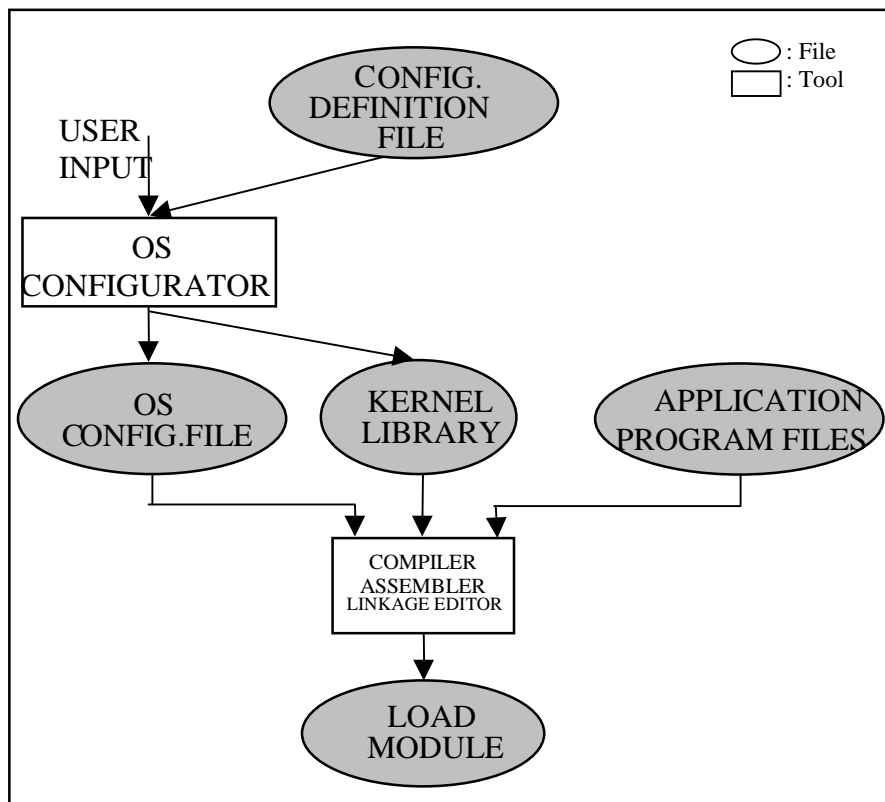 : File
: Tool
CONFIG.
DEFINITION
FILE
USER
INPUT
OS
CONFIGURATOR
OS
CONFIG.FILE
KERNEL
LIBRARY
APPLICATION
PROGRAM FILES
COMPILER
ASSEMBLER
LINKAGE EDITOR
LOAD
MODULE